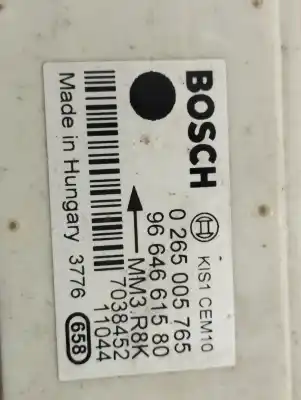 BOSCH
KIS1 CEM10
0 265 005 765
96 646 615 80
MM3.R8K
7038452
11044
Made in Hungary 3776
658